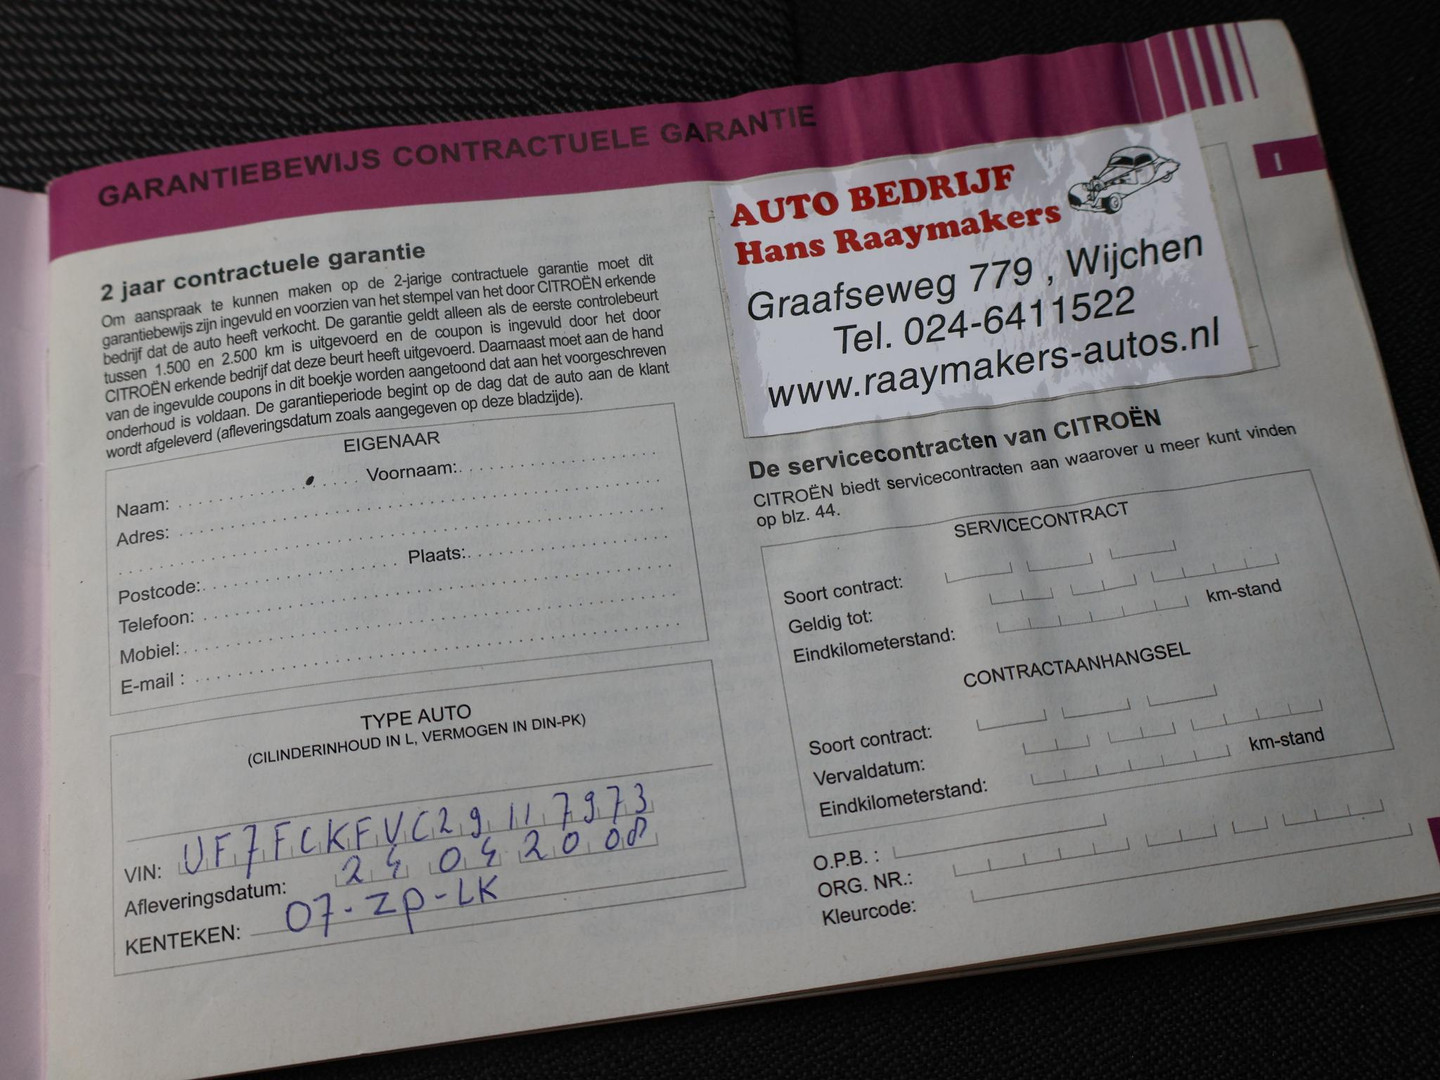 GARANTIEBEWIJS CONTRACTUELE GARANTIE
I
2 jaar contractuele garantie
Om aanspraak te kunnen maken op de 2-jarige contractuele garantie moet dit
garantiebewijs zijn ingevuld en voorzien van het stempel van het door CITROËN erkende
bedrijf dat de auto heeft verkocht. De garantie geldt alleen als de eerste controlebeurt
tussen 1.500 en 2.500 km is uitgevoerd en de coupon is ingevuld door het door
CITROËN erkende bedrijf dat deze beurt heeft uitgevoerd. Daarnaast moet aan de hand
van de ingevulde coupons in dit boekje worden aangetoond dat aan het voorgeschreven
onderhoud is voldaan. De garantieperiode begint op de dag dat de auto aan de klant
wordt afgeleverd (afleveringsdatum zoals aangegeven op deze bladzijde).
EIGENAAR
Naam: Voornaam:
Adres:
Postcode: Plaats:
Telefoon:
Mobiel:
E-mail :
TYPE AUTO
(CILINDERINHOUD IN L, VERMOGEN IN DIN-PK)
VIN: UF7FCKFVC29117973
Afleveringsdatum: 24 04 2008
KENTEKEN: 07-ZP-LK
AUTO BEDRIJF
Hans Raaymakers
Graafseweg 779 , Wijchen
Tel. 024-6411522
www.raaymakers-autos.nl
De servicecontracten van CITROËN
CITROËN biedt servicecontracten aan waarover u meer kunt vinden
op blz. 44.
SERVICECONTRACT
Soort contract:
Geldig tot:
Eindkilometerstand: km-stand
CONTRACTAANHANGSEL
Soort contract:
Vervaldatum:
Eindkilometerstand: km-stand
O.P.B. :
ORG. NR.:
Kleurcode: